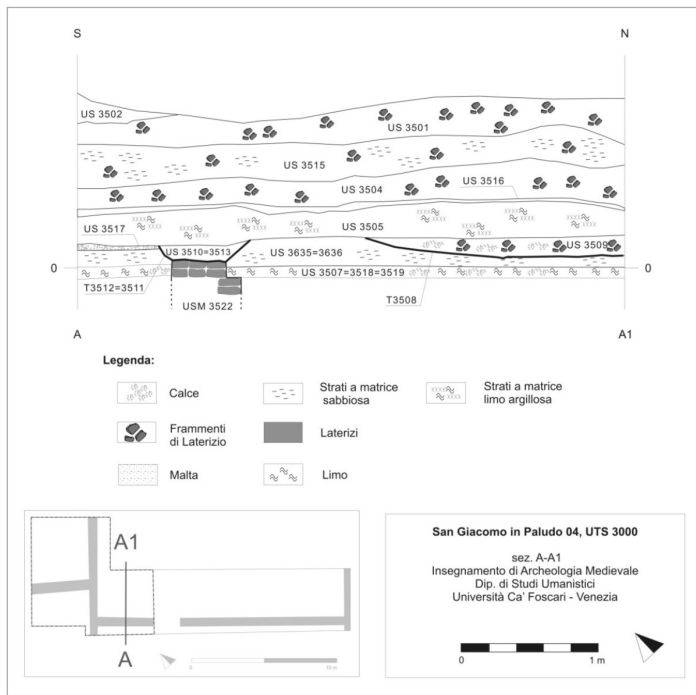 S
N
US 3502
US 3501
US 3515
US 3504
US 3516
US 3517
US 3505
US 3510=3513
US 3635=3636
US 3509
0
US 3507=3518=3519
0
T3512=3511
T3508
USM 3522
A
A1
Legenda:
Calce
Strati a matrice
sabbiosa
Strati a matrice
limo argillosa
Frammenti
di Laterizio
Laterizi
Malta
Limo
A1
A
10 m
San Giacomo in Paludo 04, UTS 3000
sez. A-A1
Insegnamento di Archeologia Medievale
Dip. di Studi Umanistici
Università Ca' Foscari - Venezia
0
1 m